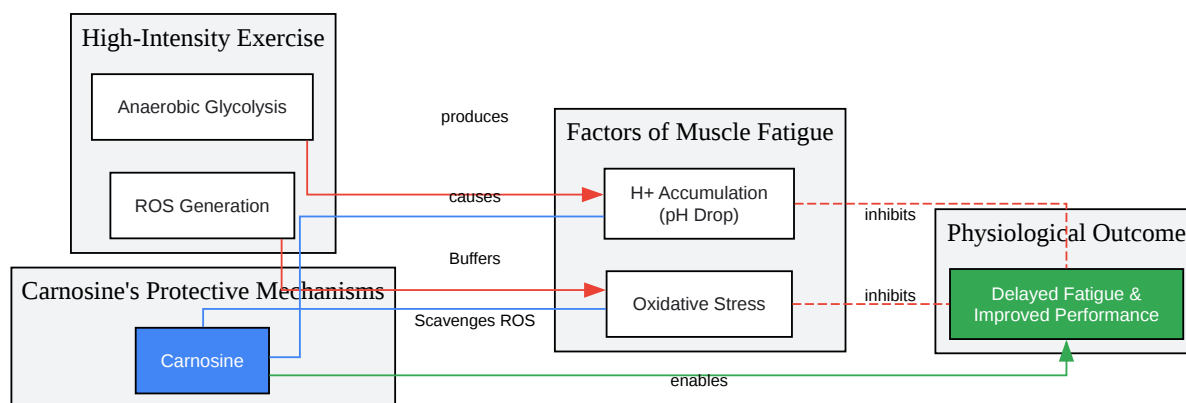 High-Intensity Exercise
Anaerobic Glycolysis
ROS Generation
produces
causes
Buffers
Scavenges ROS
Factors of Muscle Fatigue
H+ Accumulation
(pH Drop)
Oxidative Stress
inhibits
inhibits
Physiological Outcome
Delayed Fatigue &
Improved Performance
Carnosine's Protective Mechanisms
Carnosine
enables